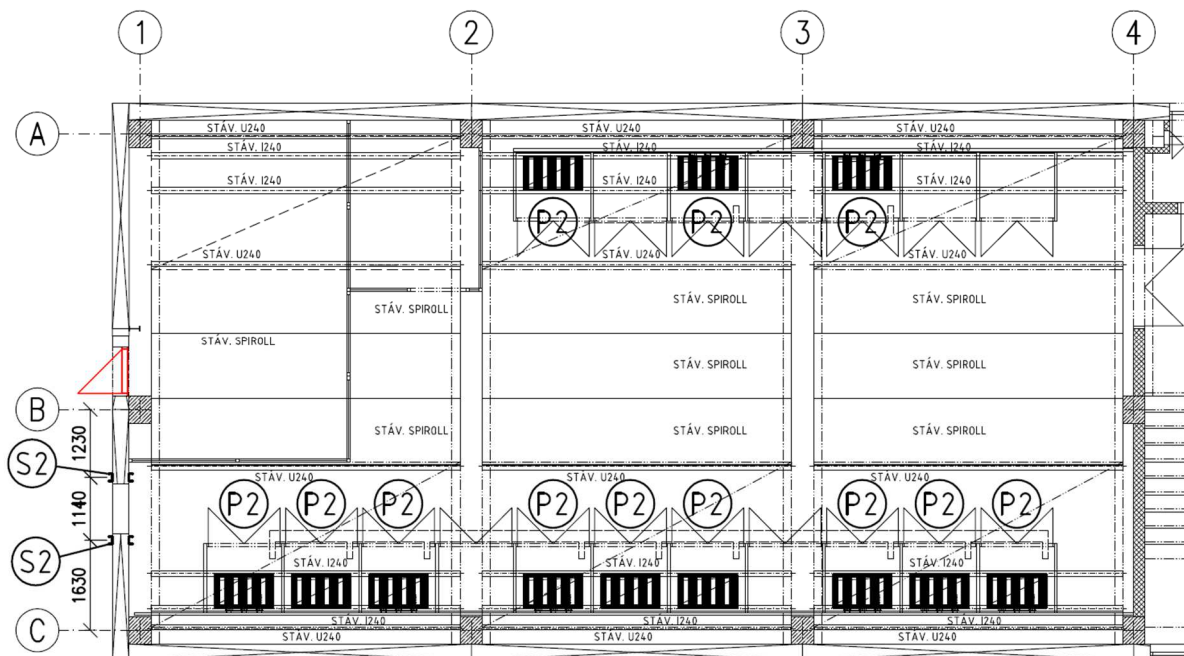 1 2 3 4
A
STÁV. U240 STÁV. U240 STÁV. U240
STÁV. I240 STÁV. I240 STÁV. I240
STÁV. I240 STÁV. I240 STÁV. I240
P2 P2 P2
STÁV. U240 STÁV. U240 STÁV. U240
STÁV. SPIROLL STÁV. SPIROLL STÁV. SPIROLL
STÁV. SPIROLL STÁV. SPIROLL STÁV. SPIROLL
B
STÁV. SPIROLL STÁV. SPIROLL STÁV. SPIROLL
1230
S2
STÁV. U240 STÁV. U240 STÁV. U240
P2 P2 P2 P2 P2 P2 P2 P2 P2
1140
S2
STÁV. I240 STÁV. I240 STÁV. I240
1630
STÁV. I240 STÁV. I240 STÁV. I240
C
STÁV. U240 STÁV. U240 STÁV. U240